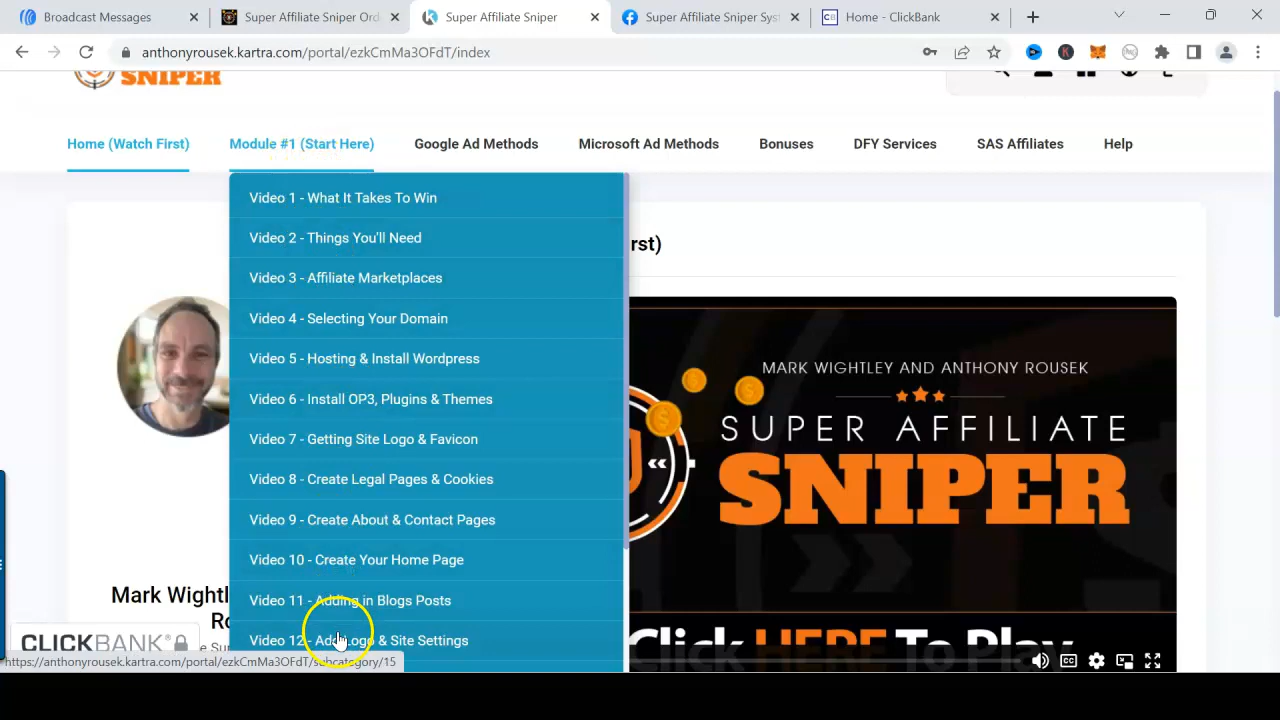 Broadcast Messages
Super Affiliate Sniper Ord
Super Affiliate Sniper
Super Affiliate Sniper Sys
CB Home - ClickBank
anthonyrousek.kartra.com/portal/ezkCmMa3OFdT/index
SNIPER
Home (Watch First)
Module #1 (Start Here)
Google Ad Methods
Microsoft Ad Methods
Bonuses
DFY Services
SAS Affiliates
Help
Video 1 - What It Takes To Win
Video 2 - Things You'll Need
Video 3 - Affiliate Marketplaces
Video 4 - Selecting Your Domain
Video 5 - Hosting & Install Wordpress
Video 6 - Install OP3, Plugins & Themes
Video 7 - Getting Site Logo & Favicon
Video 8 - Create Legal Pages & Cookies
Video 9 - Create About & Contact Pages
Video 10 - Create Your Home Page
Video 11 - Adding in Blogs Posts
Video 12 - Add Logo & Site Settings
rst)
MARK WIGHTLEY AND ANTHONY ROUSEK
SUPER AFFILIATE
SNIPER
Click HERE To Play
CC
Mark Wightl
Ro
CLICKBANK®
https://anthonyrousek.kartra.com/portal/ezkCmMa3OFdT/subcategory/15